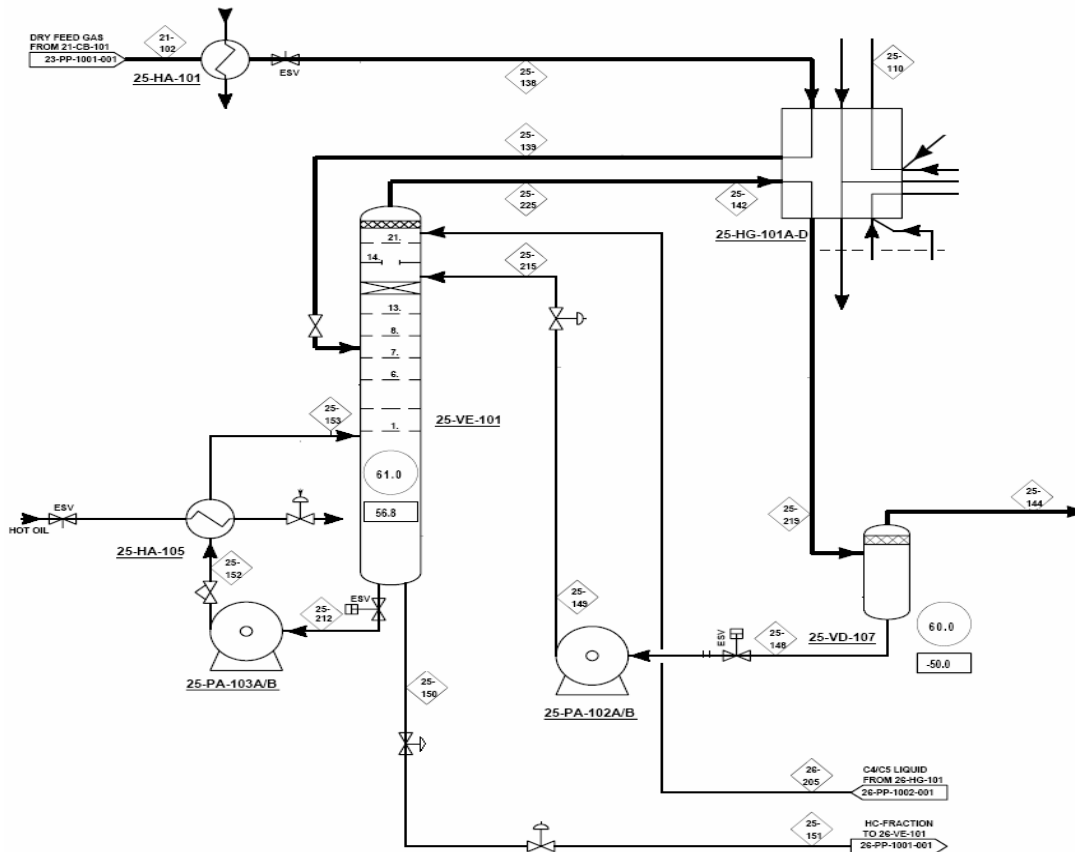 DRY FEED GAS
FROM 21-CB-101
23-PP-1001-001
21-
102
25-HA-101
ESV
25-
138
25-
110
25-
139
25-
225
25-
142
25-HG-101A-D
21.
14.
25-
215
13.
8.
7.
6.
1.
25-VE-101
25-
153
61.0
56.8
ESV
HOT OIL
25-HA-105
25-
152
25-
212
ESV
25-PA-103A/B
25-
150
25-
149
25-PA-102A/B
ESV
25-
148
25-
219
25-
144
25-VD-107
60.0
-50.0
26-
205
C4/C5 LIQUID
FROM 26-HG-101
26-PP-1002-001
25-
151
HC-FRACTION
TO 26-VE-101
26-PP-1001-001